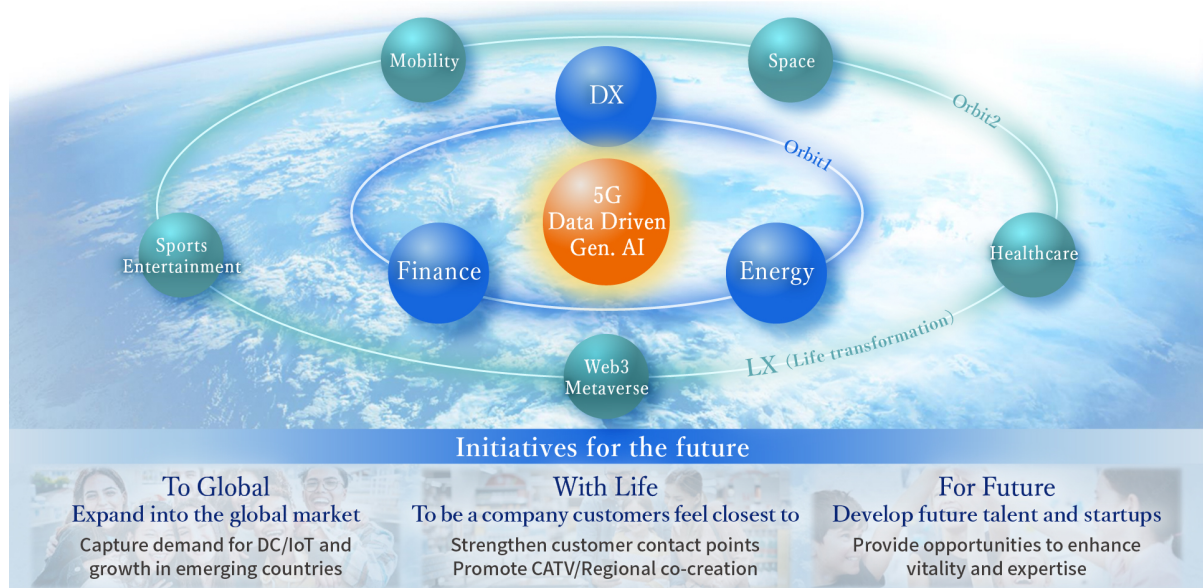 Mobility
Space
DX
Orbit2
Orbit1
5G
Data Driven
Gen. AI
Sports
Entertainment
Finance
Energy
Healthcare
LX (Life transformation)
Web3
Metaverse
Initiatives for the future
To Global
Expand into the global market
Capture demand for DC/IoT and
growth in emerging countries
With Life
To be a company customers feel closest to
Strengthen customer contact points
Promote CATV/Regional co-creation
For Future
Develop future talent and startups
Provide opportunities to enhance
vitality and expertise